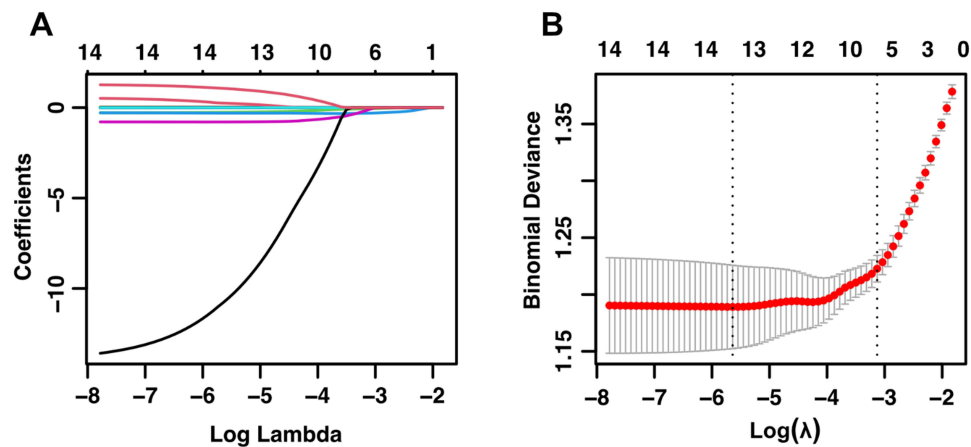 A
14 14 14 13 10 6 1
Coefficients
0
−5
−10
−8 −7 −6 −5 −4 −3 −2
Log Lambda
B
14 14 14 13 12 10 5 3 0
Binomial Deviance
1.35
1.25
1.15
−8 −7 −6 −5 −4 −3 −2
Log(λ)